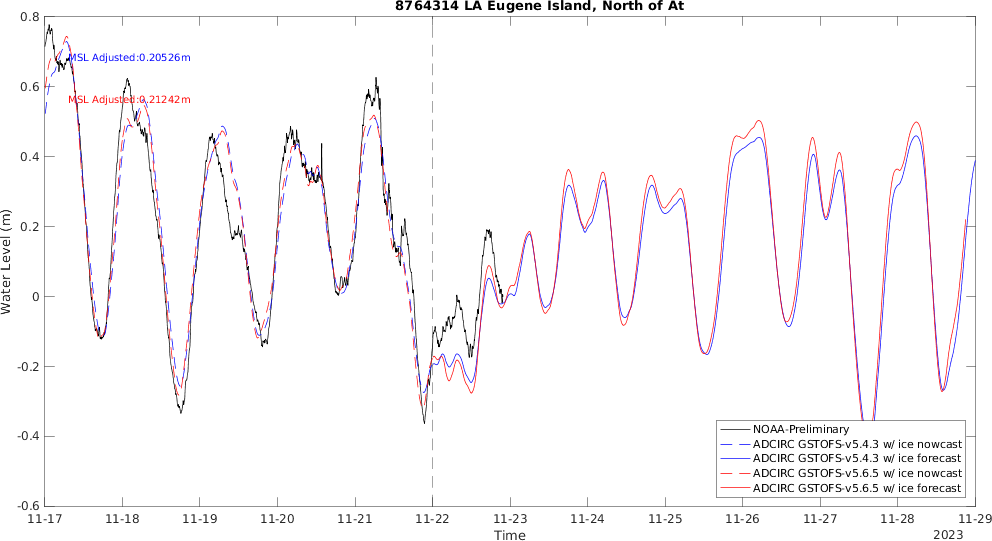 8764314 LA Eugene Island, North of At
0.8
0.6
0.4
0.2
0
-0.2
-0.4
-0.6
Water Level (m)
MSL Adjusted:0.20526m
MSL Adjusted:0.21242m
NOAA-Preliminary
ADCIRC GSTOFS-v5.4.3 w/ ice nowcast
ADCIRC GSTOFS-v5.4.3 w/ ice forecast
ADCIRC GSTOFS-v5.6.5 w/ ice nowcast
ADCIRC GSTOFS-v5.6.5 w/ ice forecast
11-17 11-18 11-19 11-20 11-21 11-22 11-23 11-24 11-25 11-26 11-27 11-28 11-29
Time
2023